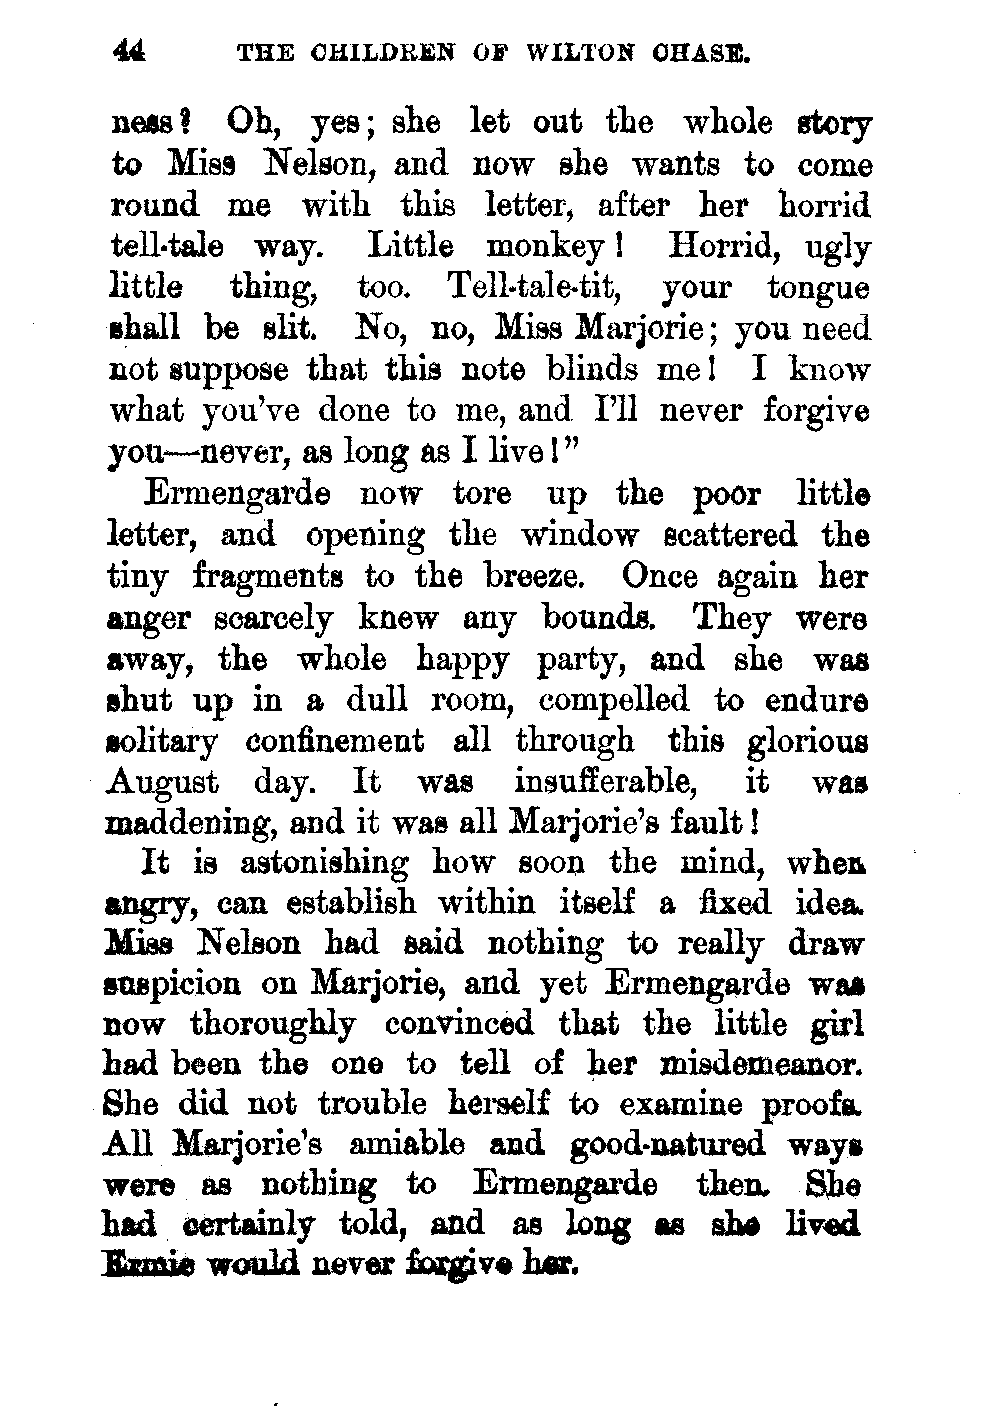 44 THE CHILDREN OF WILTON CHASE.
ness? Oh, yes; she let out the whole story
to Miss Nelson, and now she wants to come
round me with this letter, after her horrid
tell-tale way. Little monkey! Horrid, ugly
little thing, too. Tell-tale-tit, your tongue
shall be slit. No, no, Miss Marjorie; you need
not suppose that this note blinds me! I know
what you've done to me, and I'll never forgive
you—never, as long as I live!"
Ermengarde now tore up the poor little
letter, and opening the window scattered the
tiny fragments to the breeze. Once again her
anger scarcely knew any bounds. They were
away, the whole happy party, and she was
shut up in a dull room, compelled to endure
solitary confinement all through this glorious
August day. It was insufferable, it was
maddening, and it was all Marjorie's fault!
It is astonishing how soon the mind, when
angry, can establish within itself a fixed idea.
Miss Nelson had said nothing to really draw
suspicion on Marjorie, and yet Ermengarde was
now thoroughly convinced that the little girl
had been the one to tell of her misdemeanor.
She did not trouble herself to examine proofs.
All Marjorie's amiable and good-natured ways
were as nothing to Ermengarde then. She
had certainly told, and as long as she lived
Ermie would never forgive her.